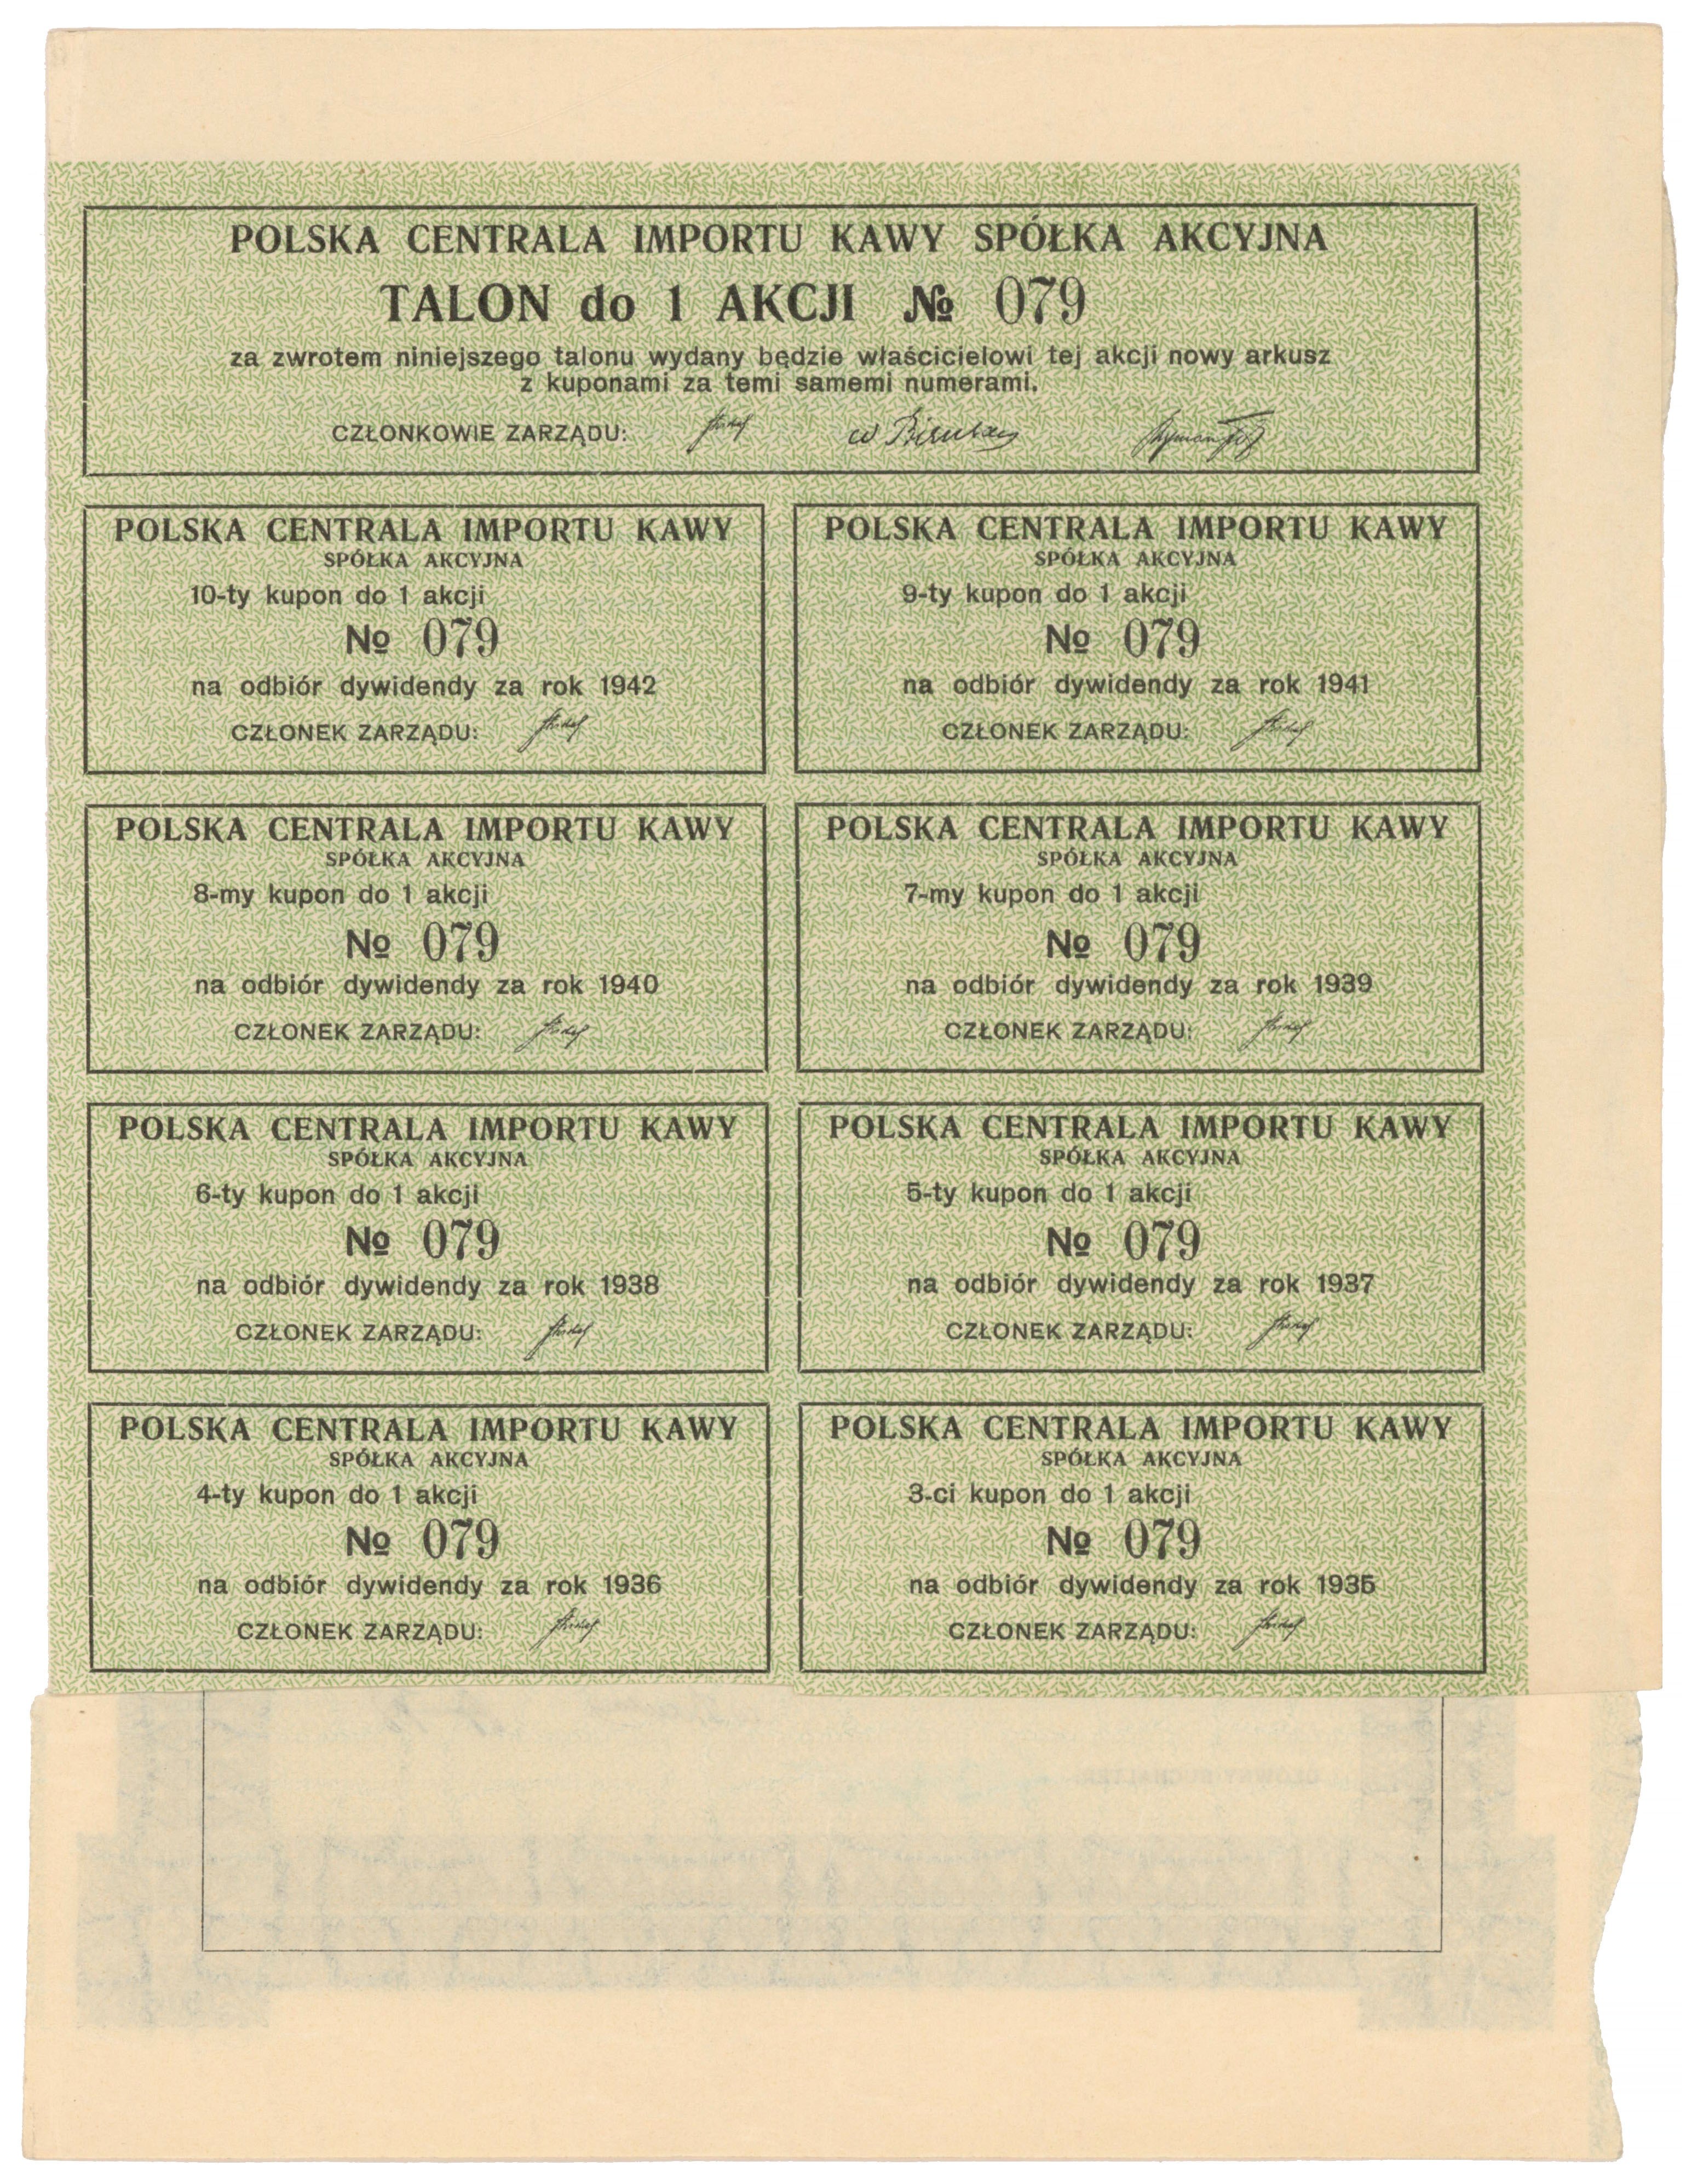 POLSKA CENTRALA IMPORTU KAWY SPÓŁKA AKCYJNA
TALON do 1 AKCJI № 079
za zwrotem niniejszego talonu wydany będzie właścicielowi tej akcji nowy arkusz
z kuponami za temi samemi numerami.
CZŁONKOWIE ZARZĄDU:
POLSKA CENTRALA IMPORTU KAWY
SPÓŁKA AKCYJNA
10-ty kupon do 1 akcji
№ 079
na odbiór dywidendy za rok 1942
CZŁONEK ZARZĄDU:
POLSKA CENTRALA IMPORTU KAWY
SPÓŁKA AKCYJNA
9-ty kupon do 1 akcji
№ 079
na odbiór dywidendy za rok 1941
CZŁONEK ZARZĄDU:
POLSKA CENTRALA IMPORTU KAWY
SPÓŁKA AKCYJNA
8-my kupon do 1 akcji
№ 079
na odbiór dywidendy za rok 1940
CZŁONEK ZARZĄDU:
POLSKA CENTRALA IMPORTU KAWY
SPÓŁKA AKCYJNA
7-my kupon do 1 akcji
№ 079
na odbiór dywidendy za rok 1939
CZŁONEK ZARZĄDU:
POLSKA CENTRALA IMPORTU KAWY
SPÓŁKA AKCYJNA
6-ty kupon do 1 akcji
№ 079
na odbiór dywidendy za rok 1938
CZŁONEK ZARZĄDU:
POLSKA CENTRALA IMPORTU KAWY
SPÓŁKA AKCYJNA
5-ty kupon do 1 akcji
№ 079
na odbiór dywidendy za rok 1937
CZŁONEK ZARZĄDU:
POLSKA CENTRALA IMPORTU KAWY
SPÓŁKA AKCYJNA
4-ty kupon do 1 akcji
№ 079
na odbiór dywidendy za rok 1936
CZŁONEK ZARZĄDU:
POLSKA CENTRALA IMPORTU KAWY
SPÓŁKA AKCYJNA
3-ci kupon do 1 akcji
№ 079
na odbiór dywidendy za rok 1935
CZŁONEK ZARZĄDU:
GŁÓWNY BUCHALTER